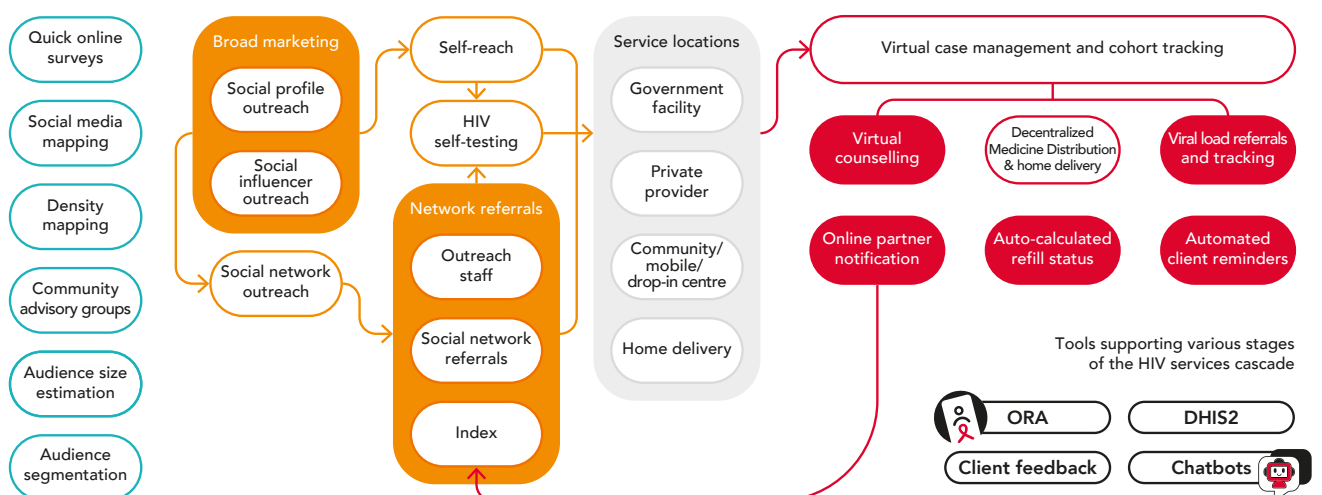 Quick online
surveys
Social media
mapping
Density
mapping
Community
advisory groups
Audience size
estimation
Audience
segmentation
Broad marketing
Social profile
outreach
Social
influencer
outreach
Social network
outreach
Self-reach
HIV
self-testing
Network referrals
Outreach
staff
Social network
referrals
Index
Service locations
Government
facility
Private
provider
Community/
mobile/
drop-in centre
Home delivery
Virtual case management and cohort tracking
Virtual
counselling
Decentralized
Medicine Distribution
& home delivery
Viral load referrals
and tracking
Online partner
notification
Auto-calculated
refill status
Automated
client reminders
Tools supporting various stages
of the HIV services cascade
ORA
DHIS2
Client feedback
Chatbots